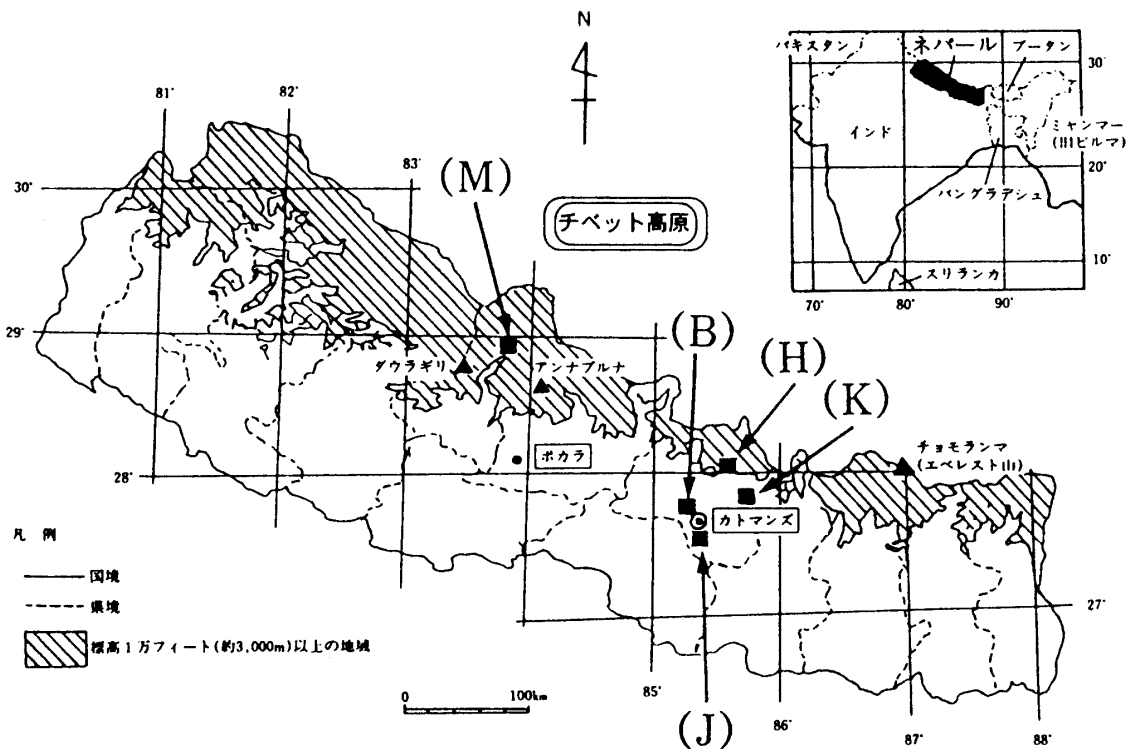 N
パキスタン
ネパール
ブータン
30°
インド
ミャンマー
(旧ビルマ)
20°
バングラデシュ
スリランカ
10°
70°
80°
90°
81°
82°
83°
30°
(M)
チベット高原
29°
(B)
(H)
ダウラギリ
アンナプルナ
(K)
チョモランマ
(エベレスト山)
ポカラ
28°
カトマンズ
凡例
国境
県境
27°
標高1万フィート(約3,000m)以上の地域
0
100km
85°
(J)
86°
87°
88°